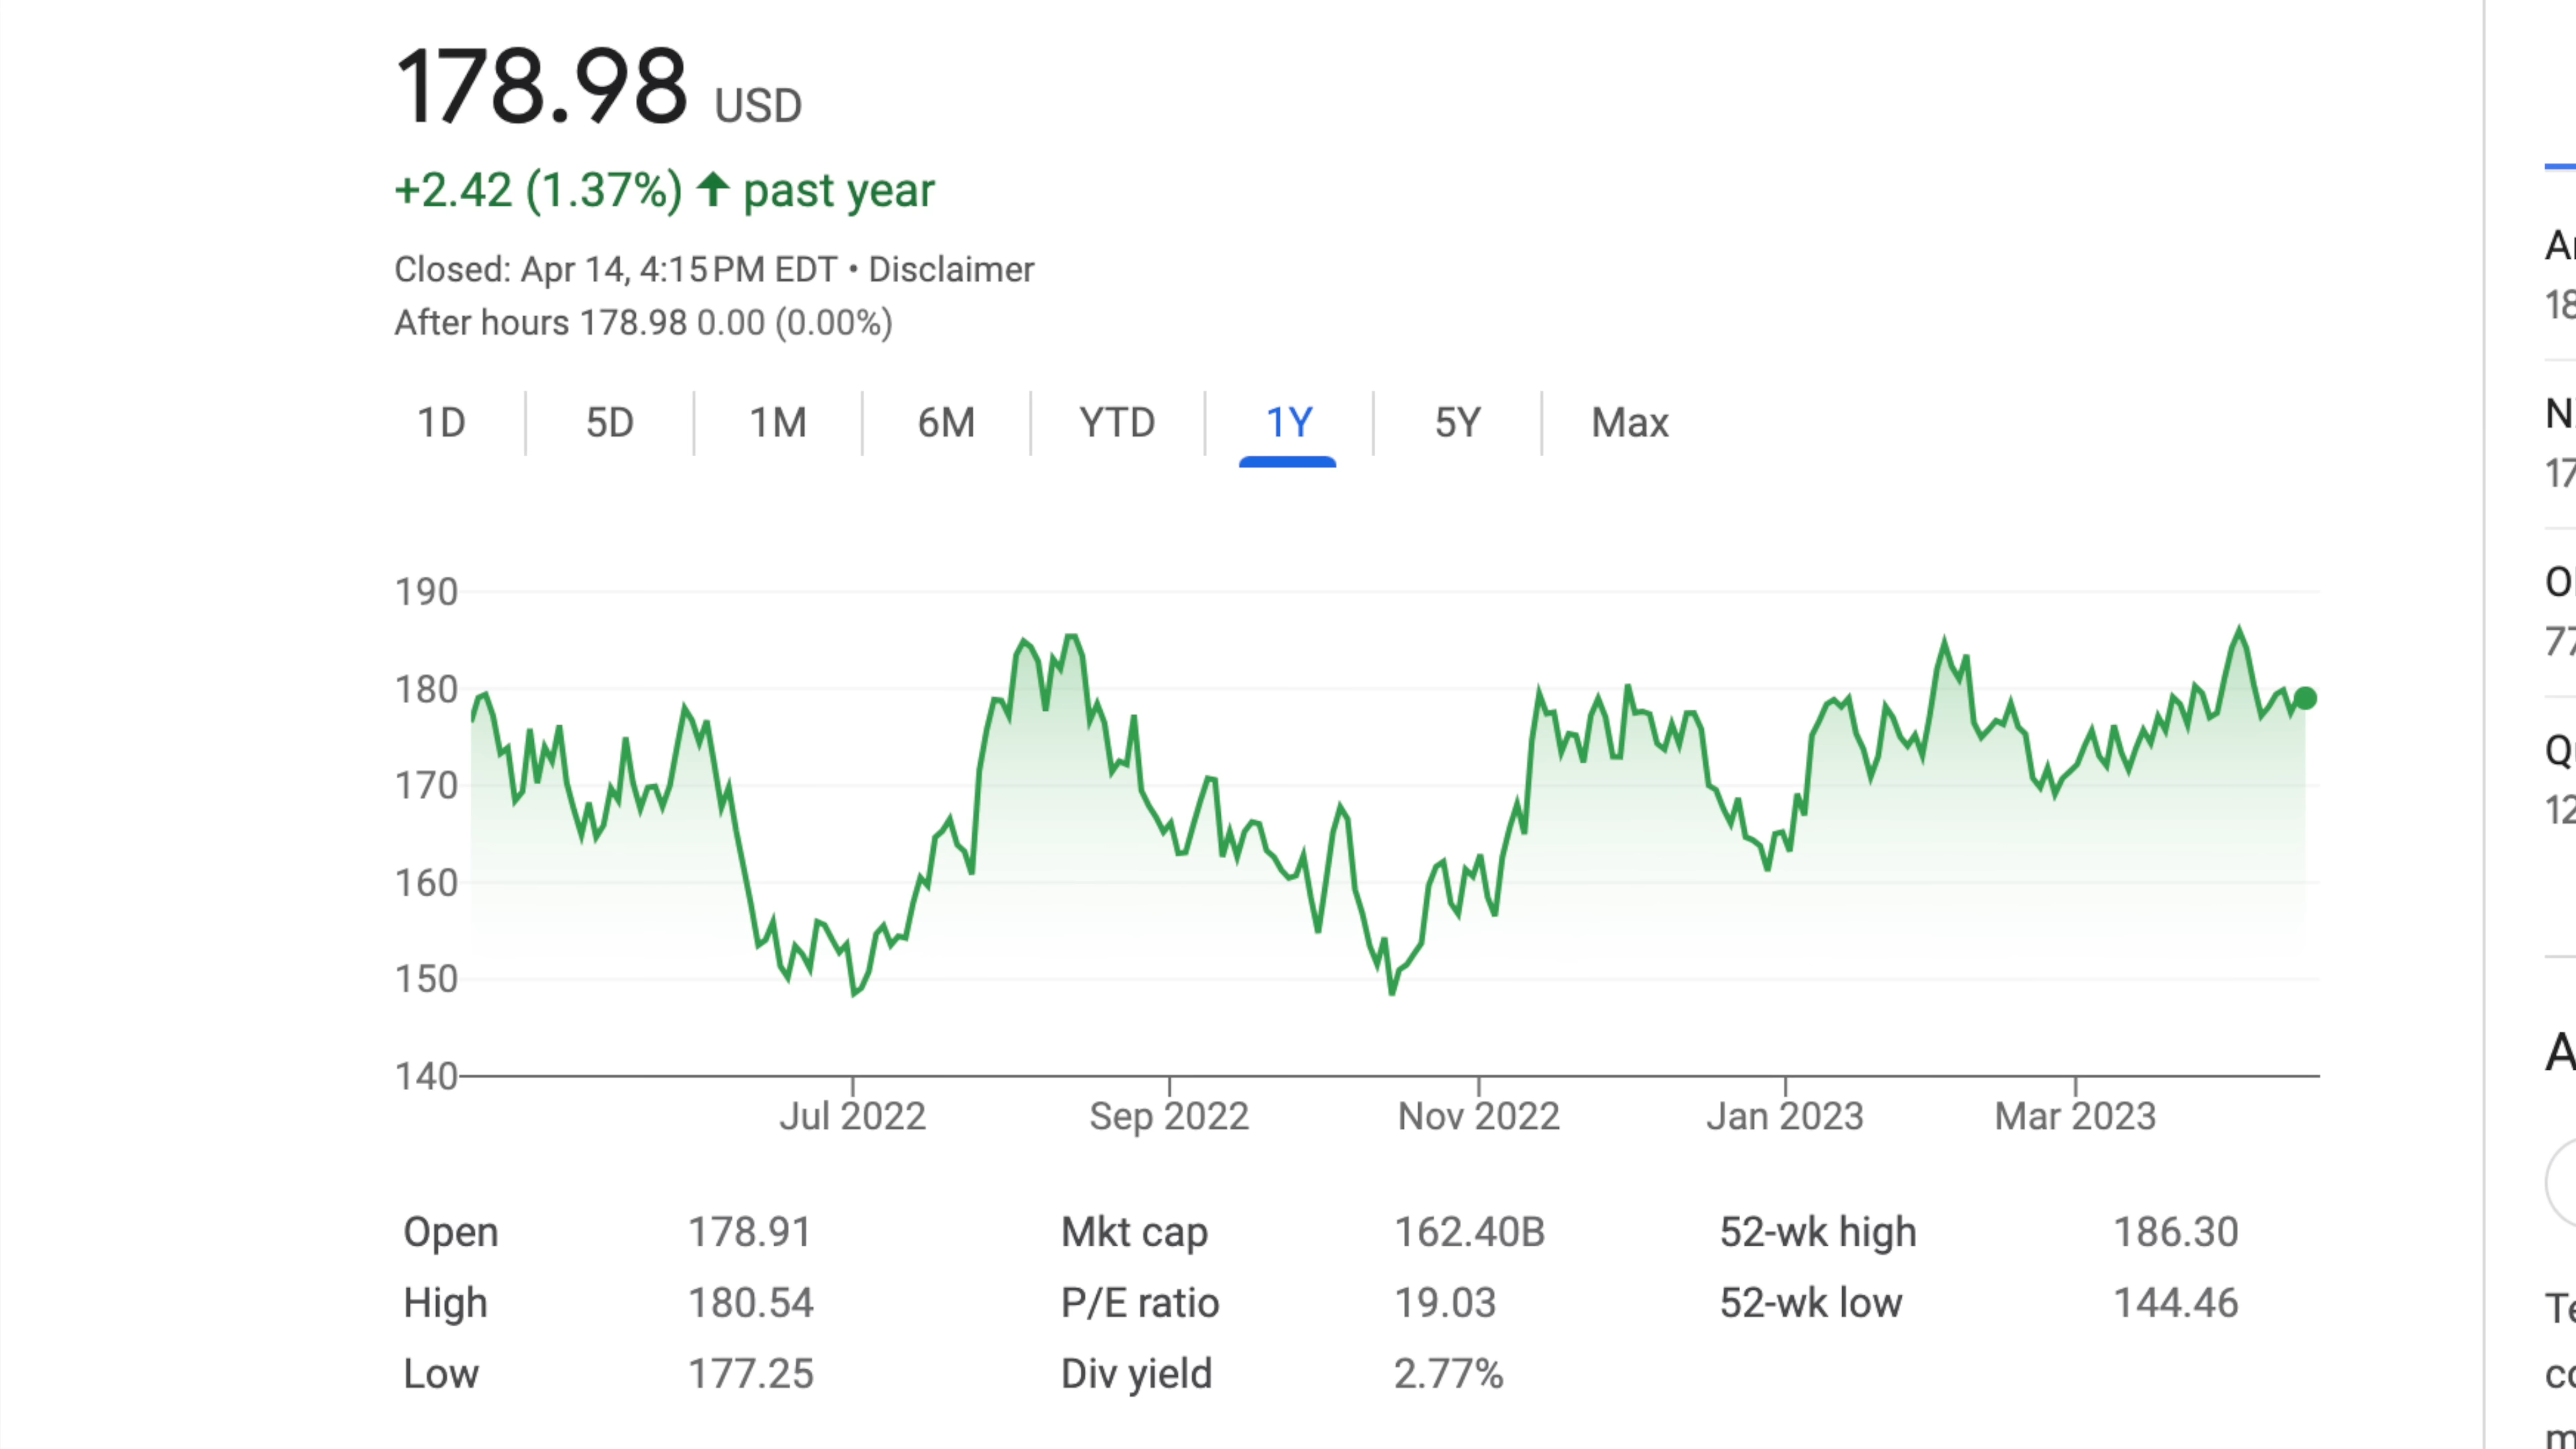 178.98 USD
+2.42 (1.37%) ↑ past year
Closed: Apr 14, 4:15 PM EDT • Disclaimer
After hours 178.98 0.00 (0.00%)
1D 5D 1M 6M YTD 1Y 5Y Max
190
180
170
160
150
140
Jul 2022 Sep 2022 Nov 2022 Jan 2023 Mar 2023
Open 178.91 Mkt cap 162.40B 52-wk high 186.30
High 180.54 P/E ratio 19.03 52-wk low 144.46
Low 177.25 Div yield 2.77%